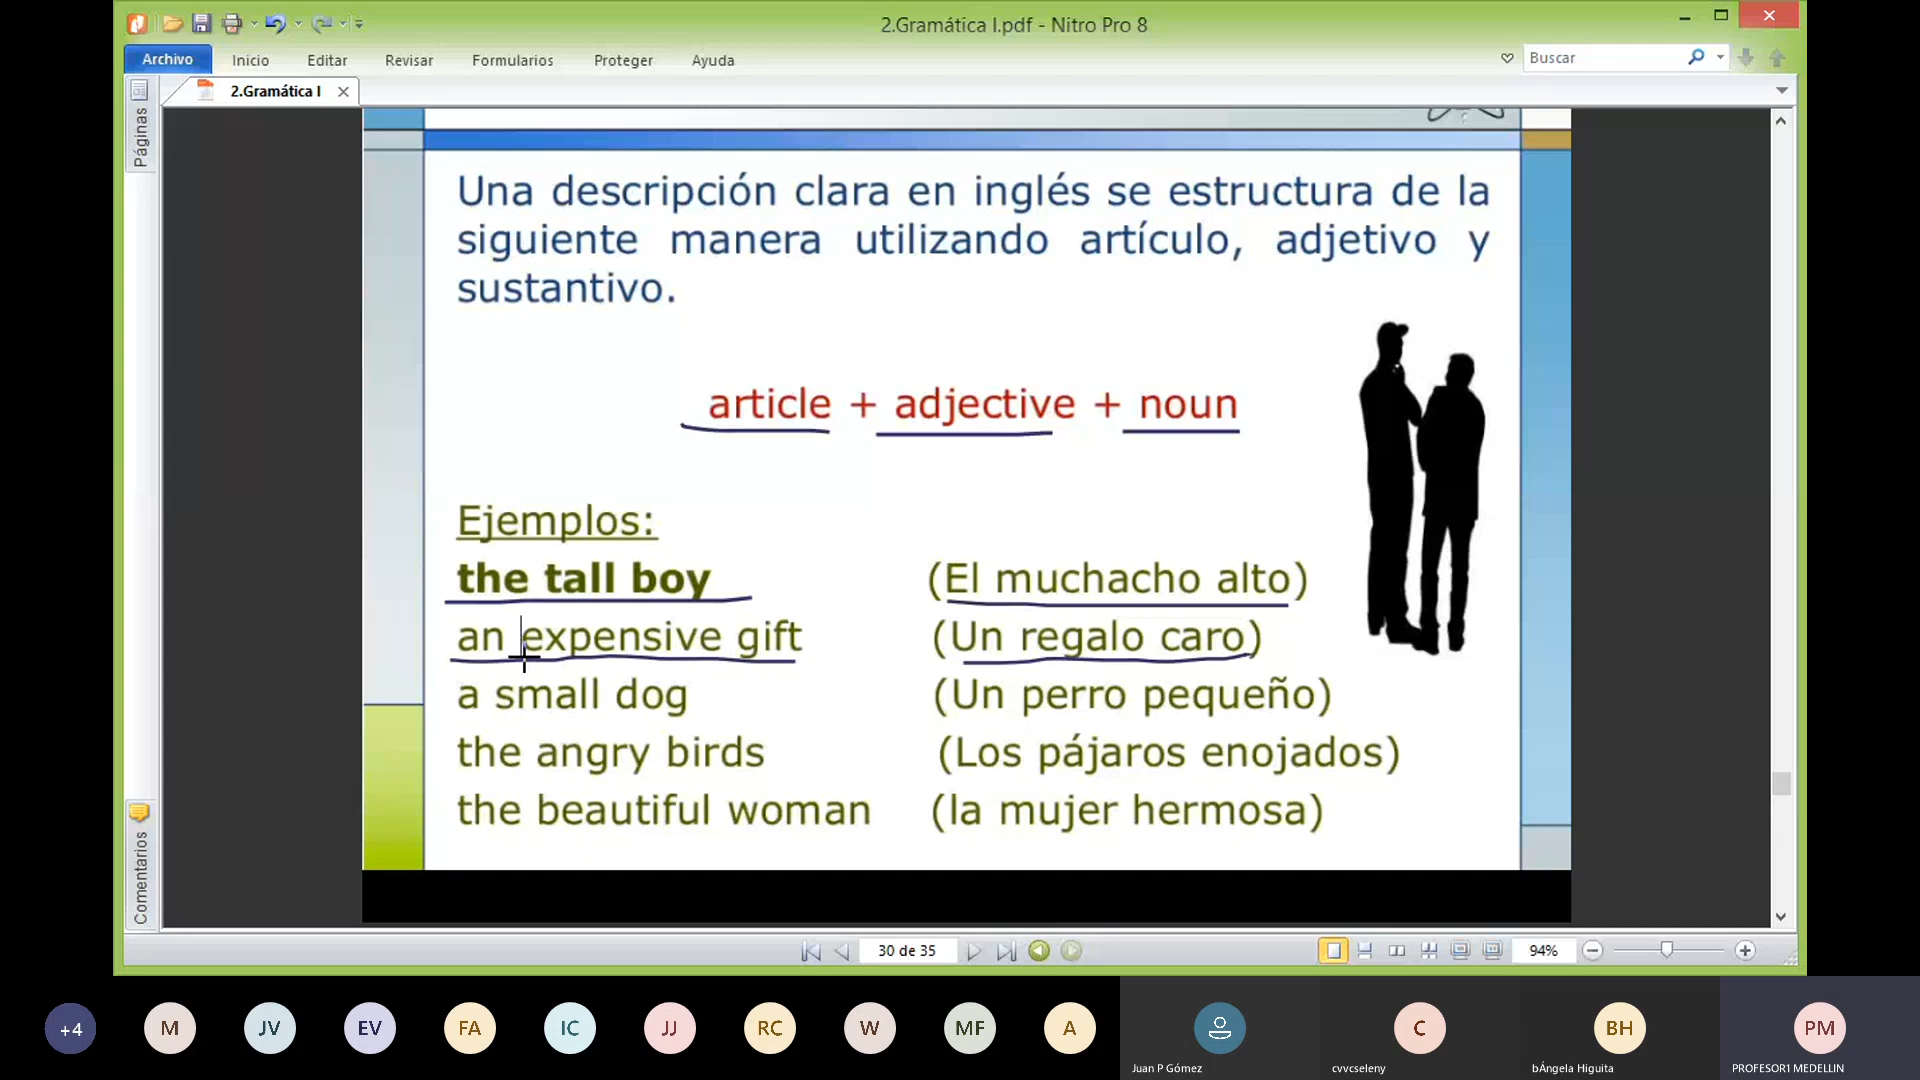 2.Gramática I.pdf - Nitro Pro 8
Archivo Inicio Editar Revisar Formularios Proteger Ayuda Buscar
2.Gramática I
Páginas
Una descripción clara en inglés se estructura de la
siguiente manera utilizando artículo, adjetivo y
sustantivo.
article + adjective + noun
Ejemplos:
the tall boy (El muchacho alto)
an expensive gift (Un regalo caro)
a small dog (Un perro pequeño)
the angry birds (Los pájaros enojados)
the beautiful woman (la mujer hermosa)
Comentarios
30 de 35 94%
+4 M JV EV FA IC JJ RC W MF A C BH PM
Juan P Gómez cvvcseleny bÁngela Higuita PROFESOR1 MEDELLIN